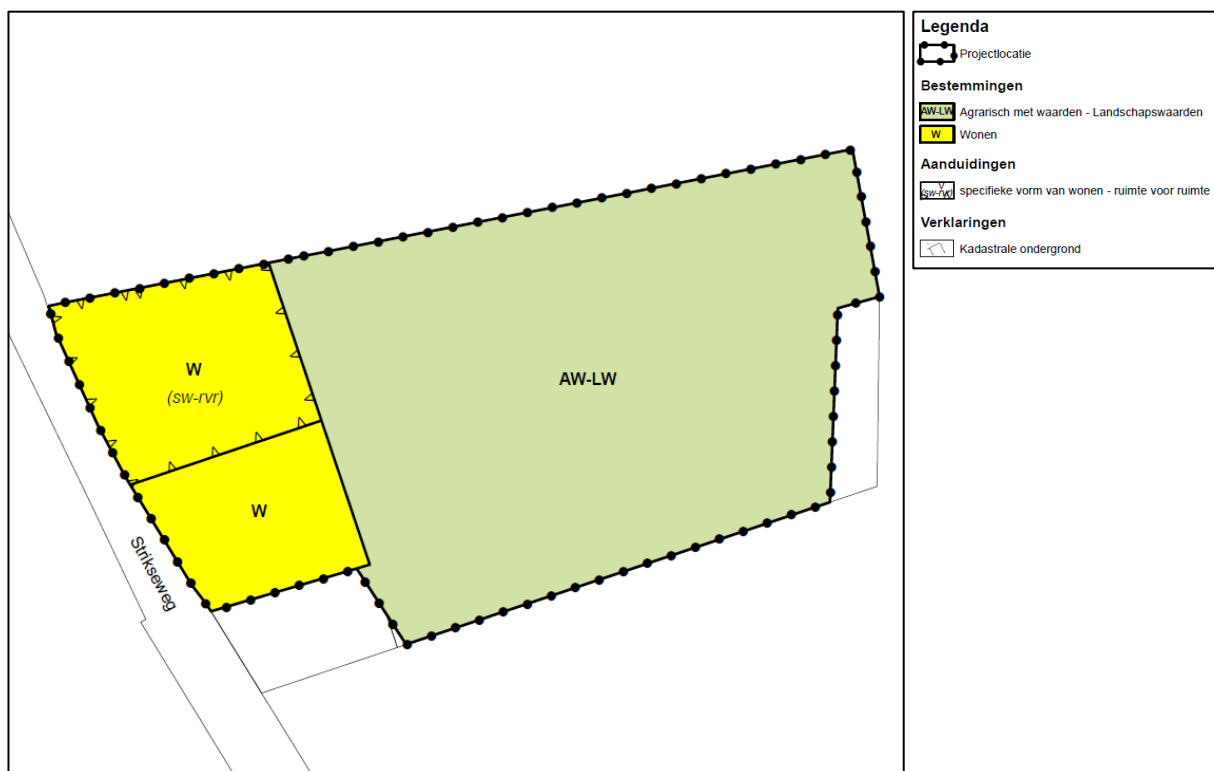 W
(sw-rvr)
AW-LW
W
Strikseweg
Legenda
Projectlocatie
Bestemmingen
AW-LW Agrarisch met waarden - Landschapswaarden
W Wonen
Aanduidingen
(sw-rvr) specifieke vorm van wonen - ruimte voor ruimte
Verklaringen
Kadastrale ondergrond